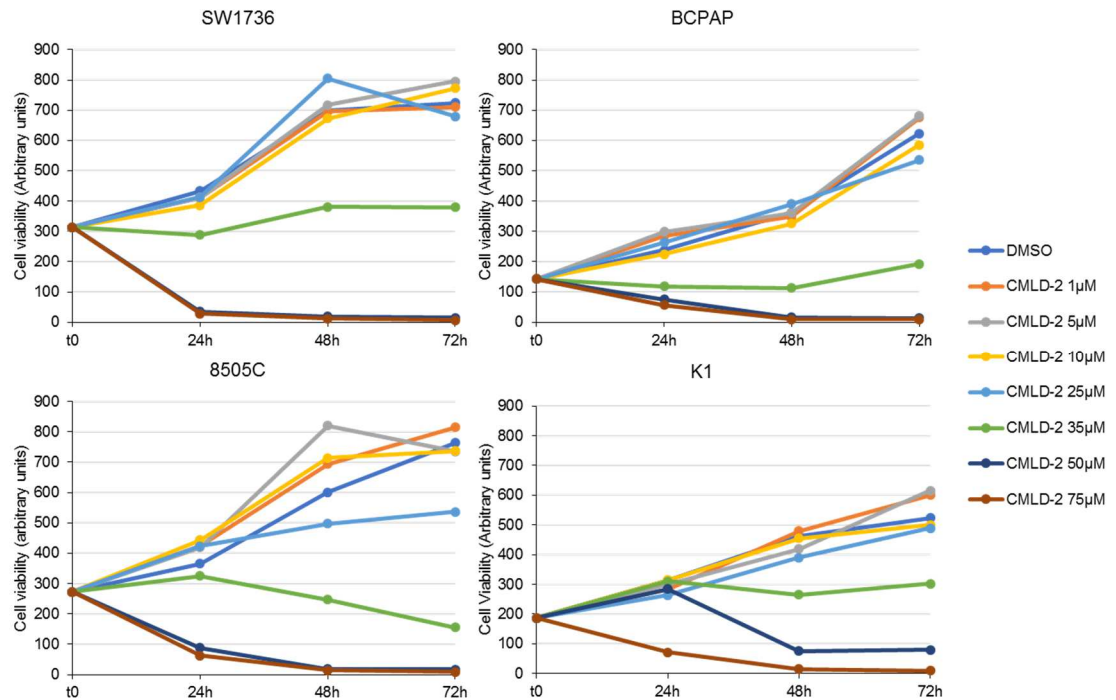 SW1736
Cell viability (Arbitrary units)
900
800
700
600
500
400
300
200
100
0
t0 24h 48h 72h
BCPAP
Cell viability (Arbitrary units)
900
800
700
600
500
400
300
200
100
0
t0 24h 48h 72h
8505C
Cell viability (arbitrary units)
900
800
700
600
500
400
300
200
100
0
t0 24h 48h 72h
K1
Cell Viability (Arbitrary units)
900
800
700
600
500
400
300
200
100
0
t0 24h 48h 72h
DMSO
CMLD-2 1µM
CMLD-2 5µM
CMLD-2 10µM
CMLD-2 25µM
CMLD-2 35µM
CMLD-2 50µM
CMLD-2 75µM